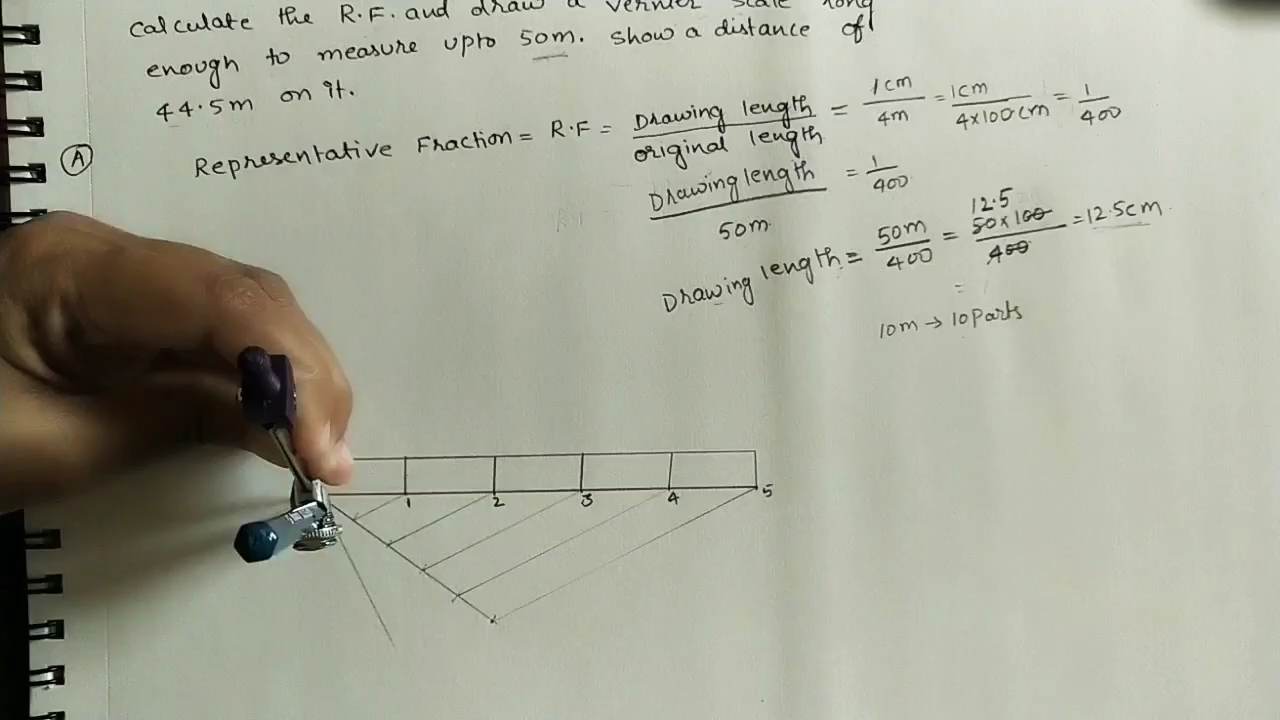 calculate the R.F. and draw a Vernier scale long
enough to measure upto 50m. show a distance of
44.5m on it.
(A) Representative Fraction = R.F = Drawing length / original length = 1cm / 4m = 1cm / 4x100cm = 1 / 400
Drawing length / 50m = 1 / 400
Drawing length = 50m / 400 = 50x100 / 400 = 12.5cm
12.5
=
10m → 10 Parts
1 2 3 4 5